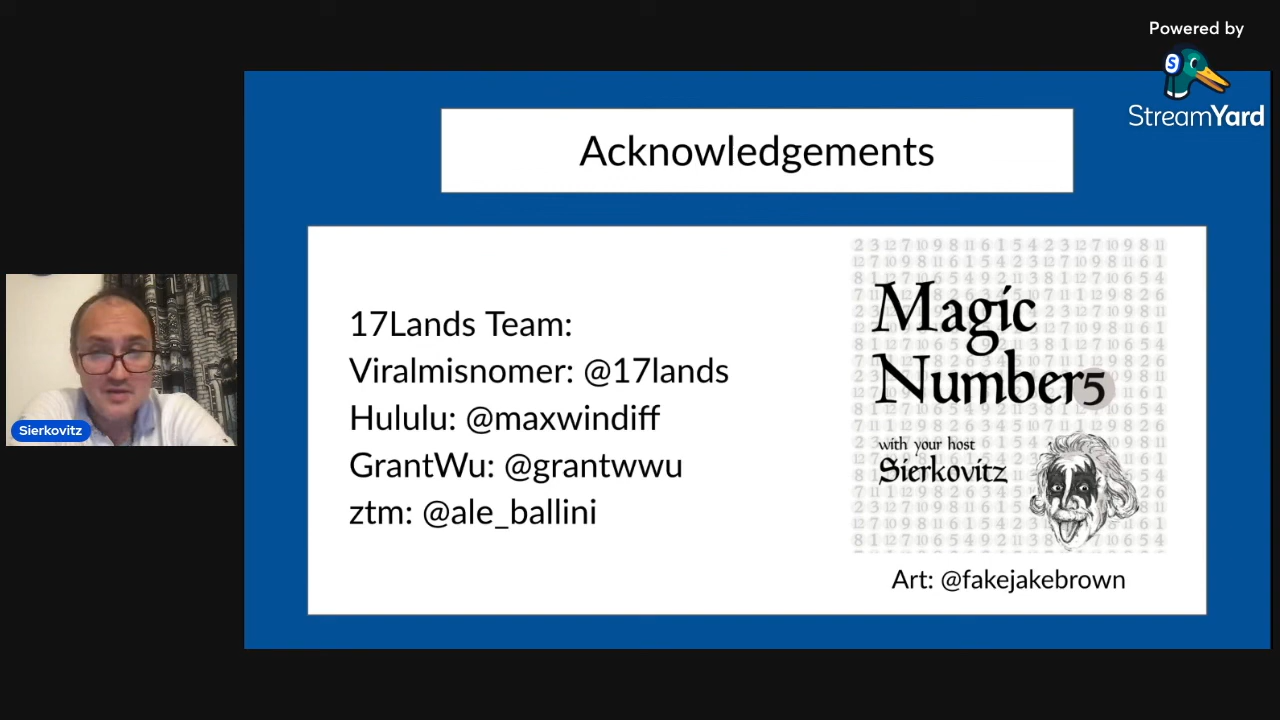 Powered by
StreamYard
Acknowledgements
17Lands Team:
Viralmisnomer: @17lands
Hululu: @maxwindiff
GrantWu: @grantwwu
ztm: @ale_ballini
Magic
Number5
with your host
Sierkovitz
Art: @fakejakebrown
Sierkovitz